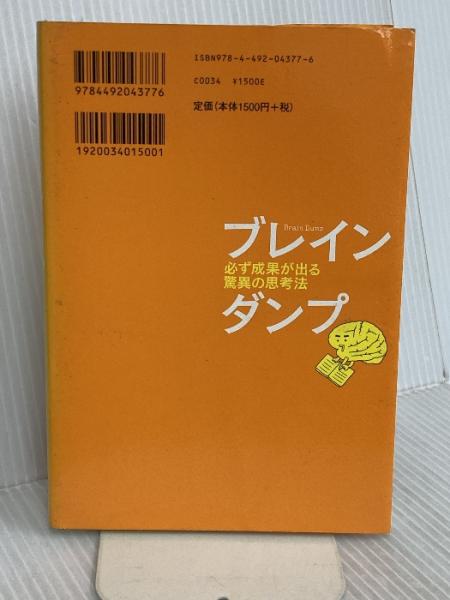 ISBN978-4-492-04377-6
C0034 ¥1500E
定価(本体1500円+税)
9784492043776
1920034015001
Brain Dump
ブレイン
必ず成果が出る
驚異の思考法
ダンプ